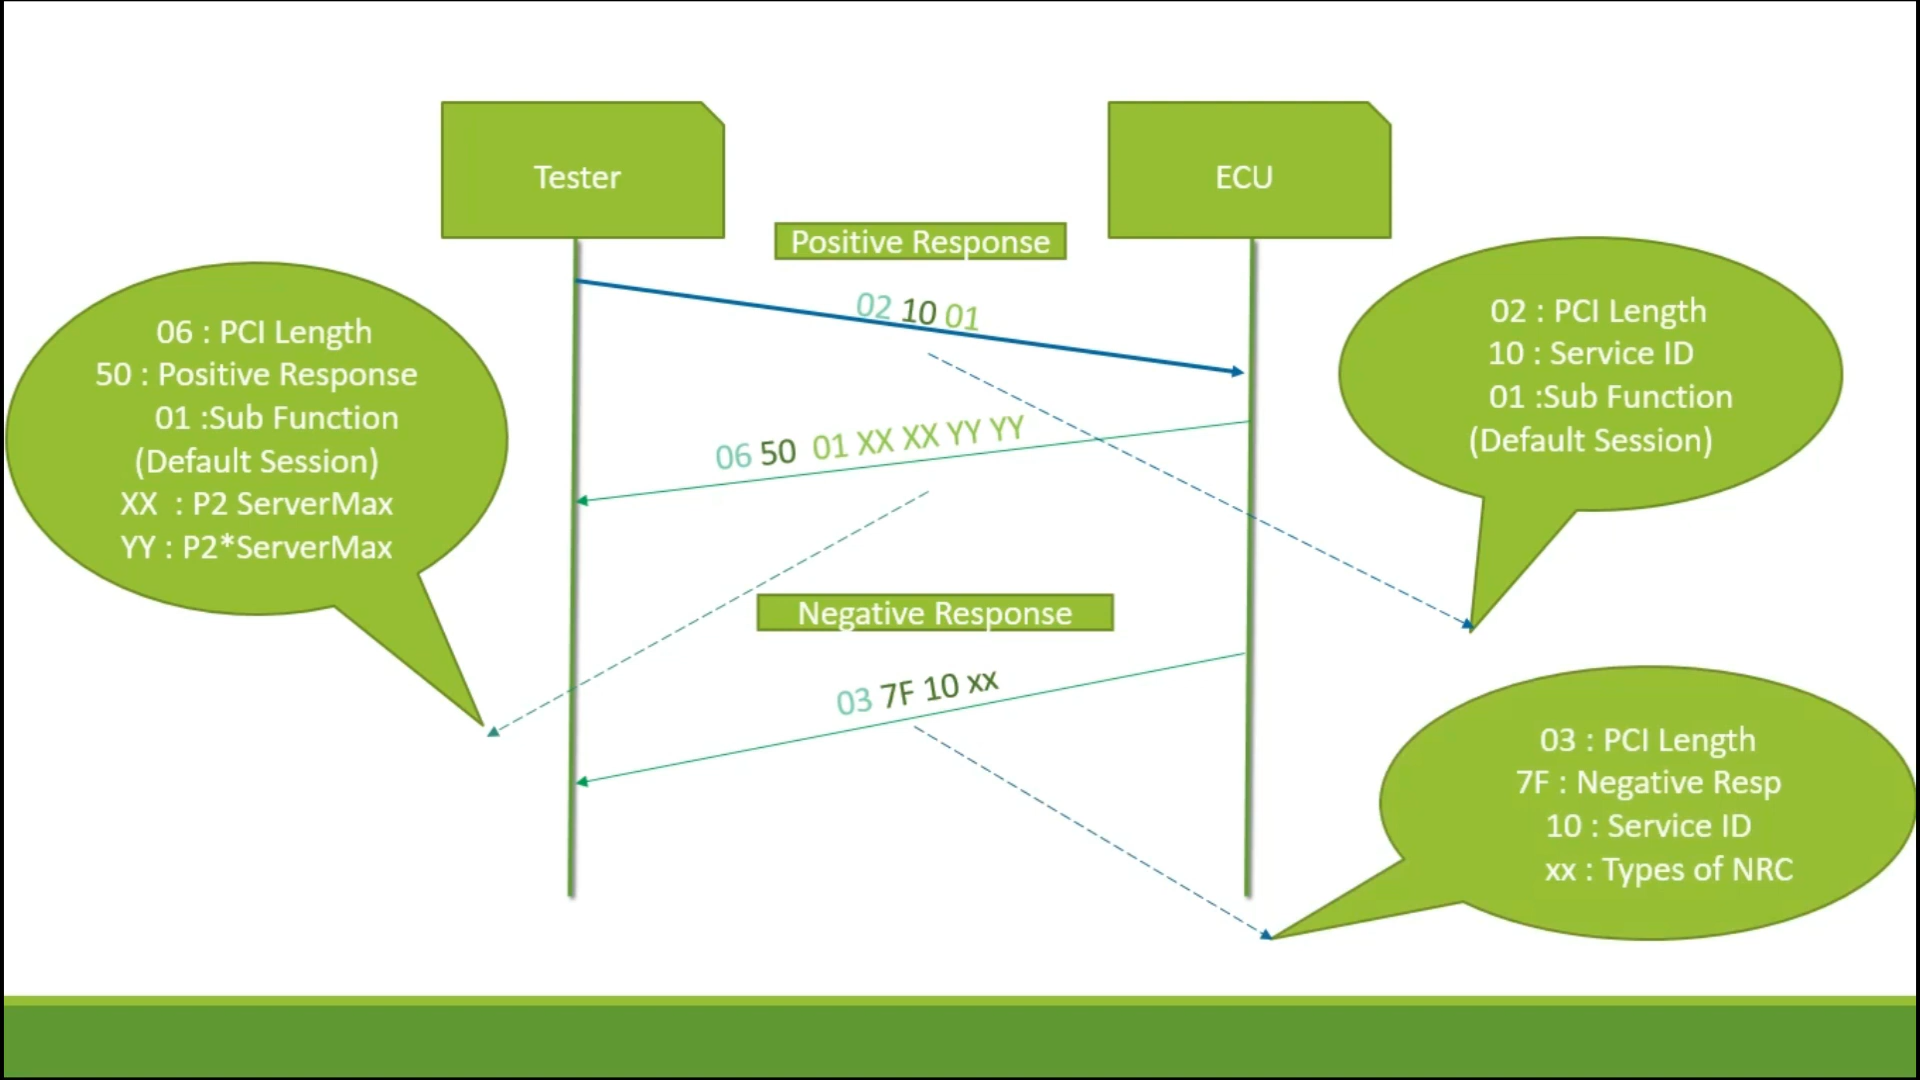 Tester
ECU
Positive Response
02 10 01
06 50 01 XX XX YY YY
Negative Response
03 7F 10 xx
06 : PCI Length
50 : Positive Response
01 :Sub Function
(Default Session)
XX : P2 ServerMax
YY : P2*ServerMax
02 : PCI Length
10 : Service ID
01 :Sub Function
(Default Session)
03 : PCI Length
7F : Negative Resp
10 : Service ID
xx : Types of NRC